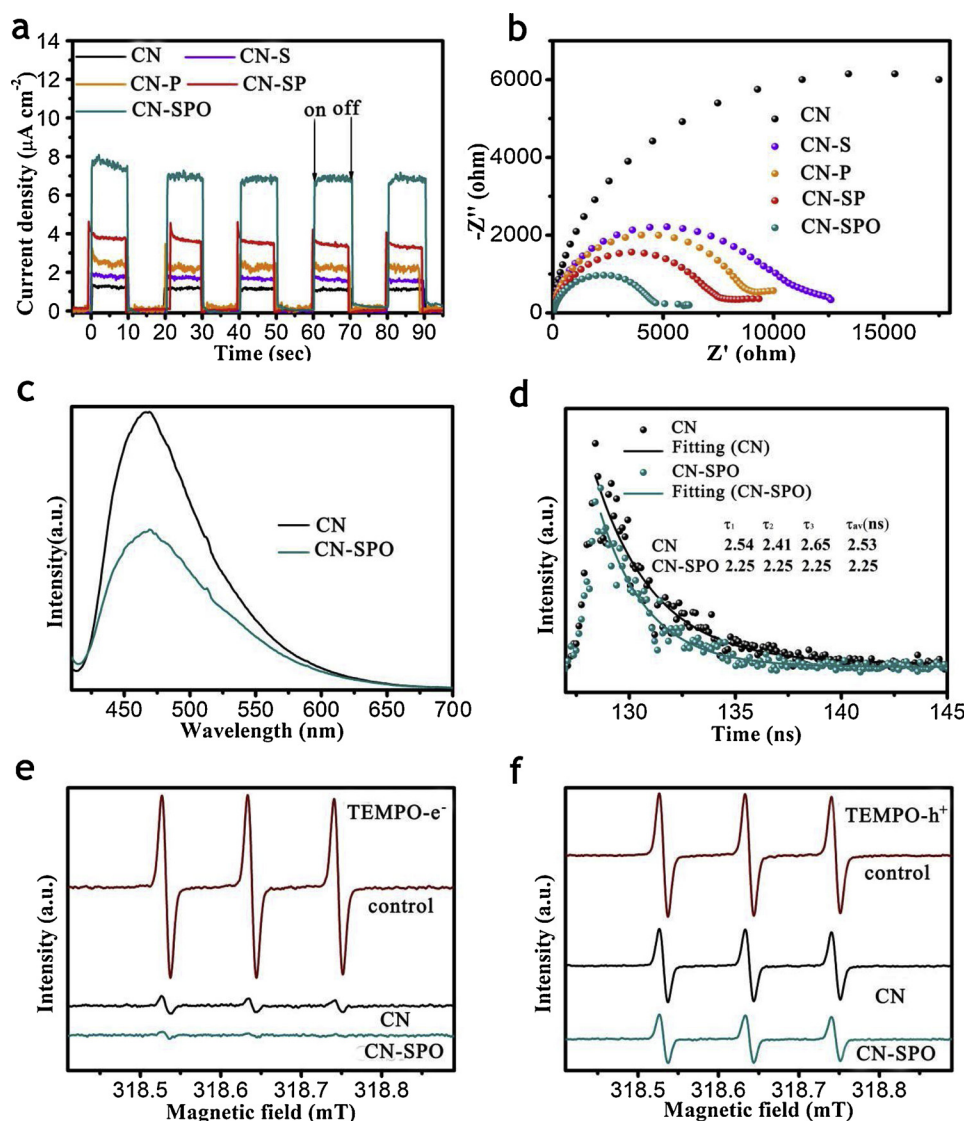 a
14
12
10
8
6
4
2
0
Current density (μA cm⁻²)
CN
CN-S
CN-P
CN-SP
CN-SPO
on off
0 10 20 30 40 50 60 70 80 90
Time (sec)
b
6000
4000
2000
0
-Z'' (ohm)
CN
CN-S
CN-P
CN-SP
CN-SPO
0 5000 10000 15000
Z' (ohm)
c
Intensity(a.u.)
CN
CN-SPO
450 500 550 600 650 700
Wavelength (nm)
d
Intensity(a.u.)
CN
Fitting (CN)
CN-SPO
Fitting (CN-SPO)
τ₁ τ₂ τ₃ τav(ns)
CN 2.54 2.41 2.65 2.53
CN-SPO 2.25 2.25 2.25 2.25
130 135 140 145
Time (ns)
e
Intensity (a.u.)
TEMPO-e⁻
control
CN
CN-SPO
318.5 318.6 318.7 318.8
Magnetic field (mT)
f
Intensity (a.u.)
TEMPO-h⁺
control
CN
CN-SPO
318.5 318.6 318.7 318.8
Magnetic field (mT)